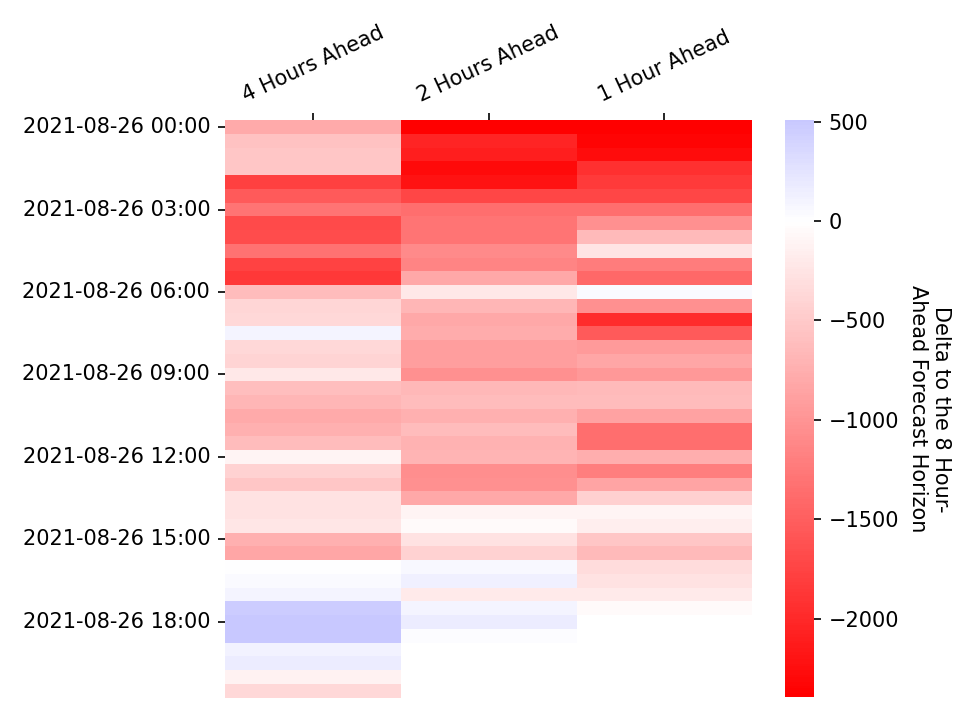 4 Hours Ahead
2 Hours Ahead
1 Hour Ahead
2021-08-26 00:00
2021-08-26 03:00
2021-08-26 06:00
2021-08-26 09:00
2021-08-26 12:00
2021-08-26 15:00
2021-08-26 18:00
500
0
−500
−1000
−1500
−2000
Delta to the 8 Hour-
Ahead Forecast Horizon